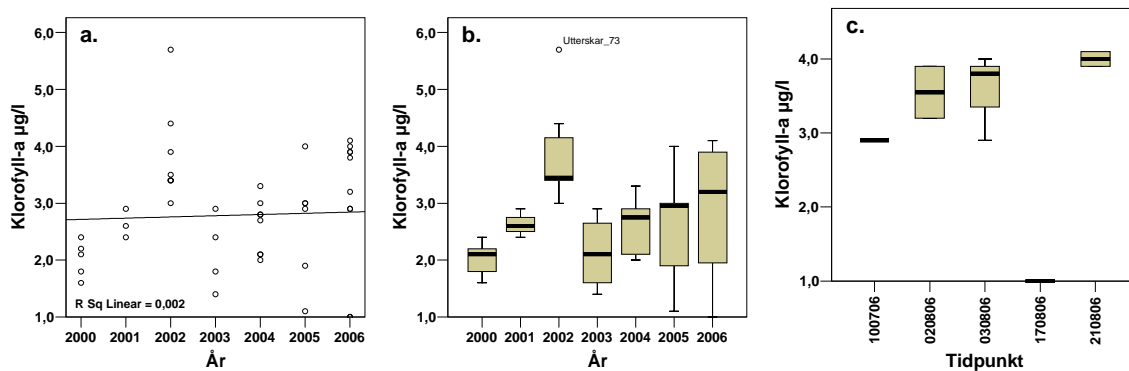 a.
6,0
5,0
4,0
3,0
2,0
1,0
Klorofyll-a µg/l
R Sq Linear = 0,002
2000 2001 2002 2003 2004 2005 2006
År
b.
Utterskar_73
6,0
5,0
4,0
3,0
2,0
1,0
Klorofyll-a µg/l
2000 2001 2002 2003 2004 2005 2006
År
c.
4,0
3,0
2,0
1,0
Klorofyll-a µg/l
100706 020806 030806 170806 210806
Tidpunkt